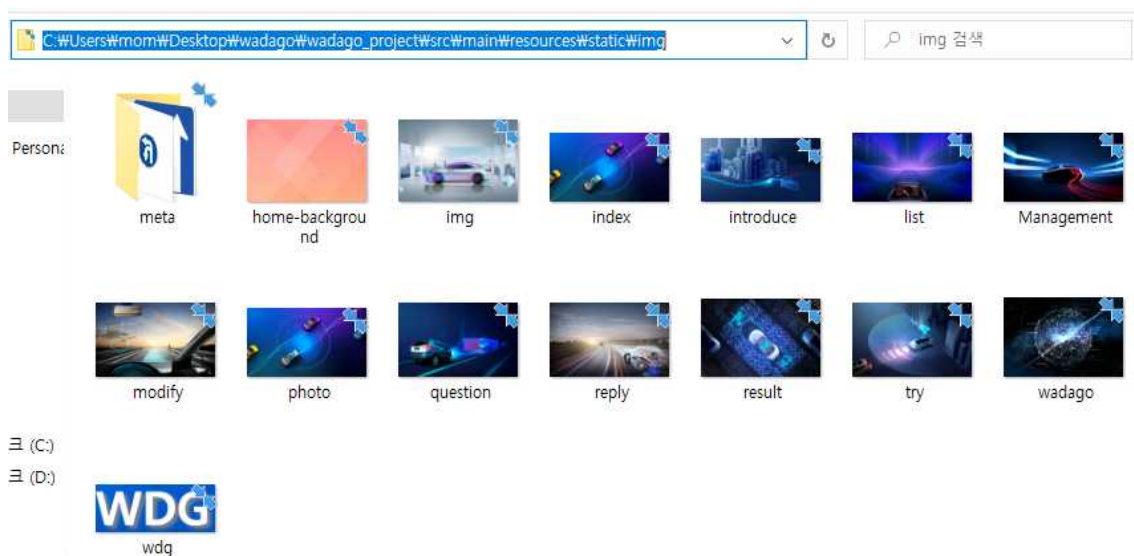 C:₩Users₩mom₩Desktop₩wadago₩wadago_project₩src₩main₩resources₩static₩img
img 검색
Persona
meta
home-backgrou
nd
img
index
introduce
list
Management
modify
photo
question
reply
result
try
wadago
크 (C:)
크 (D:)
WDG
wdg